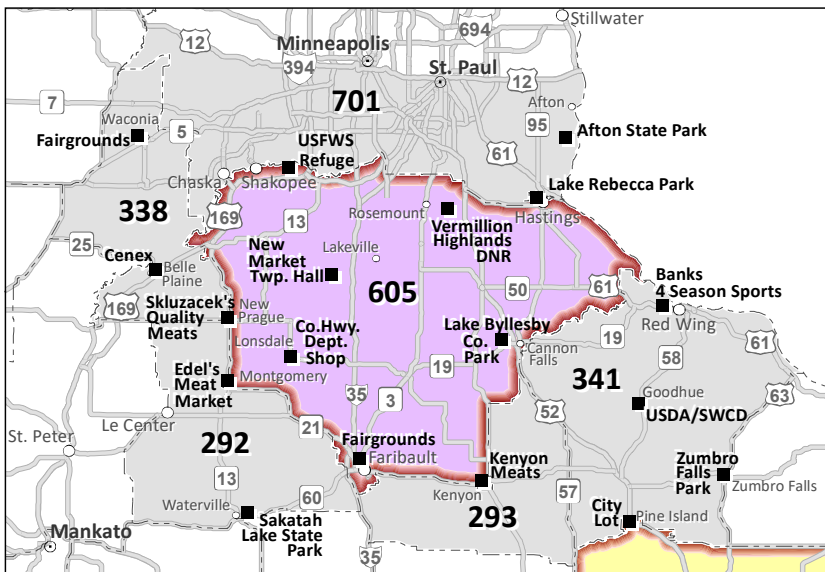 Stillwater
12
Minneapolis
694
394
St. Paul
12
7
701
Waconia
Afton
Fairgrounds
5
95
Afton State Park
USFWS
Refuge
61
Chaska
Shakopee
Lake Rebecca Park
338
169
13
Rosemount
Hastings
Vermillion
Highlands
DNR
25
Cenex
Belle
Plaine
New
Market
Twp. Hall
Lakeville
169
605
50
61
Banks
4 Season Sports
Skluzacek's
Quality
Meats
New
Prague
Red Wing
Lonsdale
Co.Hwy.
Dept.
Shop
Lake Byllesby
Co.
Park
Cannon
Falls
19
61
Edel's
Meat
Market
Montgomery
19
341
58
63
35
3
Goodhue
USDA/SWCD
Le Center
52
21
St. Peter
292
Fairgrounds
Faribault
Kenyon
Meats
Zumbro
Falls
Park
13
60
Kenyon
57
Zumbro Falls
Waterville
293
City
Lot
Pine Island
Sakatah
Lake State
Park
Mankato
35